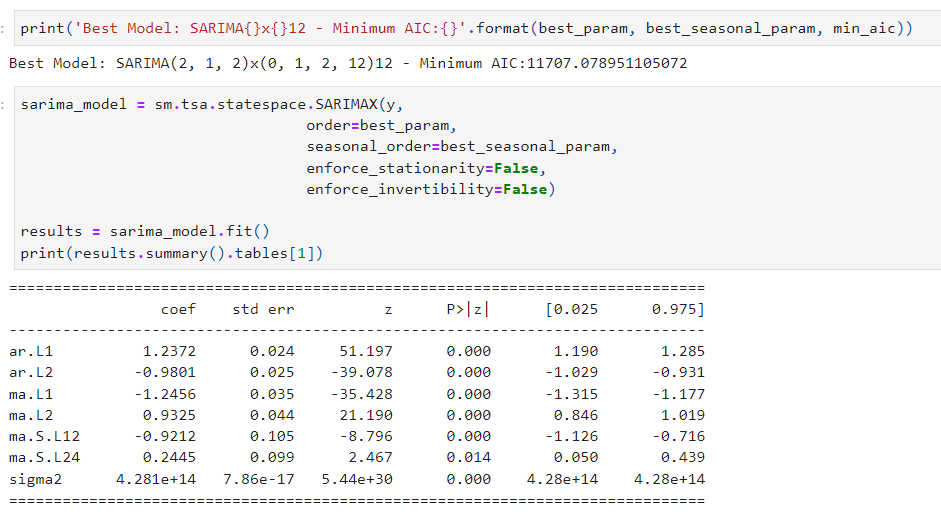 : print('Best Model: SARIMA{}x{}12 - Minimum AIC:{}'.format(best_param, best_seasonal_param, min_aic))
Best Model: SARIMA(2, 1, 2)x(0, 1, 2, 12)12 - Minimum AIC:11707.078951105072
: sarima_model = sm.tsa.statespace.SARIMAX(y,
order=best_param,
seasonal_order=best_seasonal_param,
enforce_stationarity=False,
enforce_invertibility=False)
results = sarima_model.fit()
print(results.summary().tables[1])
==============================================================================
coef std err z P>|z| [0.025 0.975]
------------------------------------------------------------------------------
ar.L1 1.2372 0.024 51.197 0.000 1.190 1.285
ar.L2 -0.9801 0.025 -39.078 0.000 -1.029 -0.931
ma.L1 -1.2456 0.035 -35.428 0.000 -1.315 -1.177
ma.L2 0.9325 0.044 21.190 0.000 0.846 1.019
ma.S.L12 -0.9212 0.105 -8.796 0.000 -1.126 -0.716
ma.S.L24 0.2445 0.099 2.467 0.014 0.050 0.439
sigma2 4.281e+14 7.86e-17 5.44e+30 0.000 4.28e+14 4.28e+14
==============================================================================